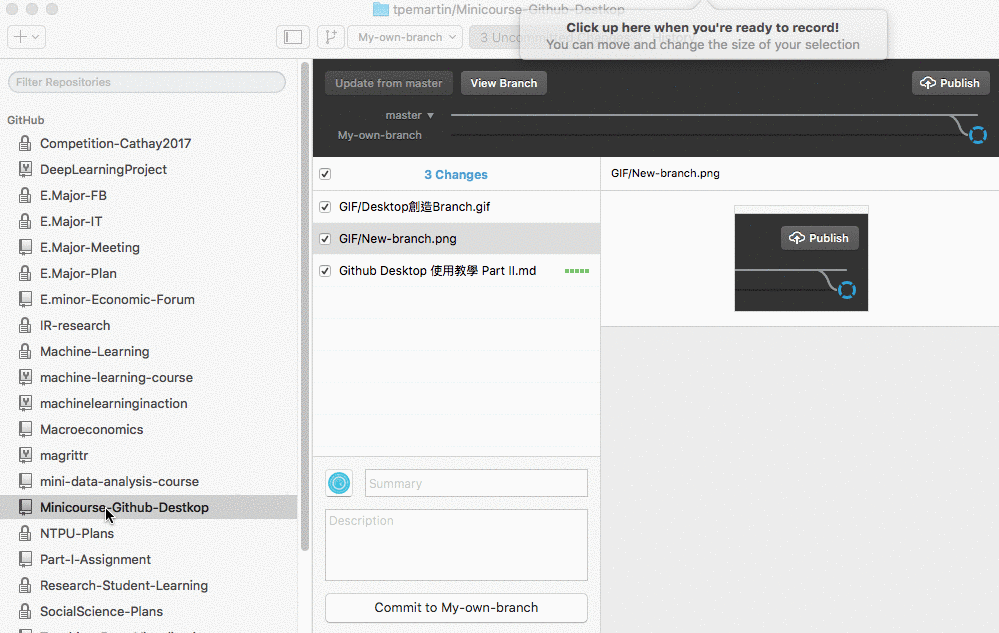 tpemartin/Minicourse-Github-Destkop
Click up here when you're ready to record!
You can move and change the size of your selection
My-own-branch
3 Uncommitted
Filter Repositories
Update from master
View Branch
Publish
master
My-own-branch
GitHub
Competition-Cathay2017
DeepLearningProject
E.Major-FB
E.Major-IT
E.Major-Meeting
E.Major-Plan
E.minor-Economic-Forum
IR-research
Machine-Learning
machine-learning-course
machinelearninginaction
Macroeconomics
magrittr
mini-data-analysis-course
Minicourse-Github-Destkop
NTPU-Plans
Part-I-Assignment
Research-Student-Learning
SocialScience-Plans
3 Changes
GIF/Desktop創造Branch.gif
GIF/New-branch.png
Github Desktop 使用教學 Part II.md
Summary
Description
Commit to My-own-branch
GIF/New-branch.png
Publish